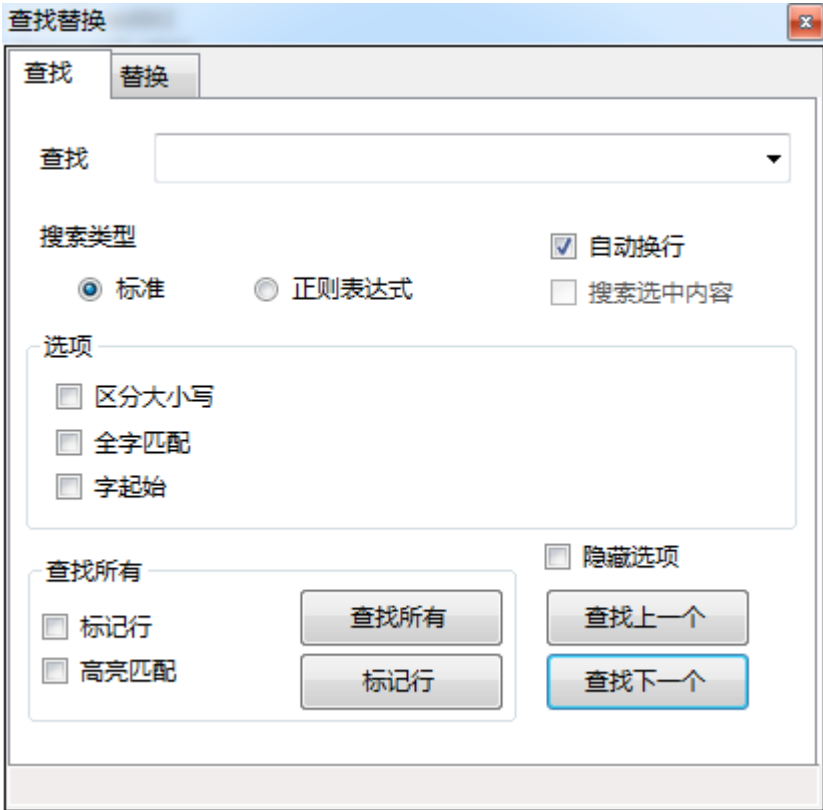 查找替换
查找 替换
查找
搜索类型
自动换行
标准 正则表达式
搜索选中内容
选项
区分大小写
全字匹配
字起始
隐藏选项
查找所有
标记行 查找所有 查找上一个
高亮匹配 标记行 查找下一个